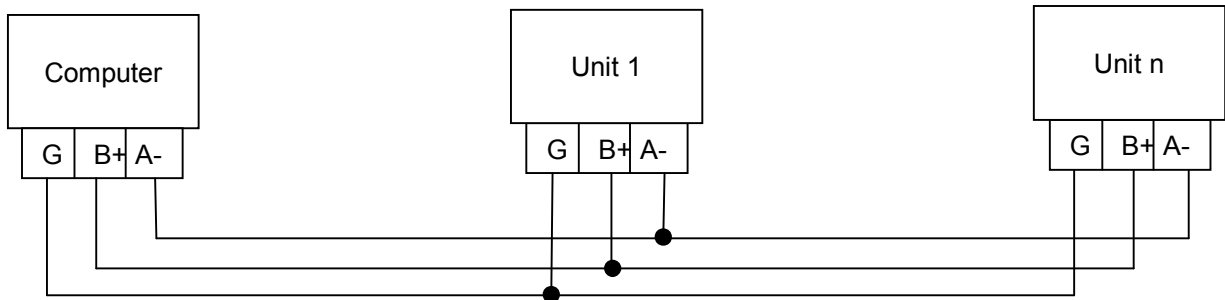 Computer
G B+ A-
Unit 1
G B+ A-
Unit n
G B+ A-